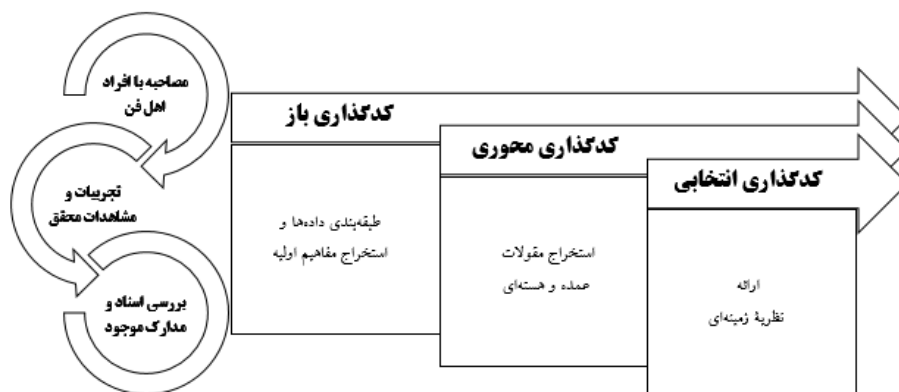 مصاحبه با افراد
اهل فن
تجربیات و
مشاهدات محقق
بررسی اسناد و
مدارک موجود
کدگذاری باز
طبقه‌بندی داده‌ها و
استخراج مفاهیم اولیه
کدگذاری محوری
استخراج مقولات
عمده و هسته‌ای
کدگذاری انتخابی
ارائه
نظریۀ زمینه‌ای